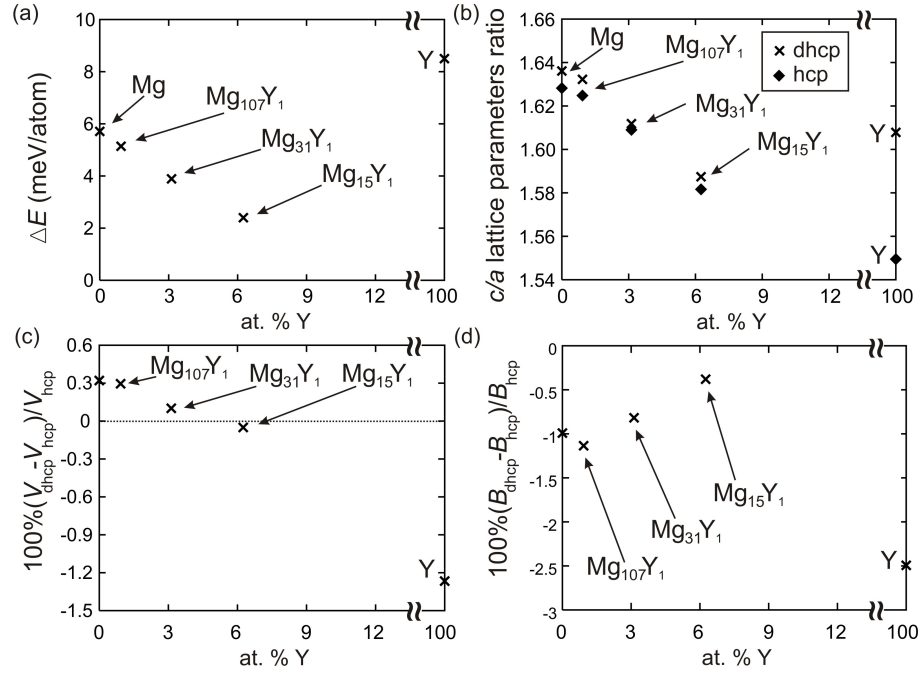 (a)
10
8
6
4
2
0
△E (meV/atom)
Mg
Mg107Y1
Mg31Y1
Mg15Y1
Y
0 3 6 9 12 100
at. % Y
(b)
1.66
1.64
1.62
1.60
1.58
1.56
1.54
c/a lattice parameters ratio
Mg
Mg107Y1
Mg31Y1
Mg15Y1
dhcp
hcp
Y
Y
0 3 6 9 12 100
at. % Y
(c)
0.6
0.3
0
-0.3
-0.6
-0.9
-1.2
-1.5
100%(Vdhcp-Vhcp)/Vhcp
Mg107Y1
Mg31Y1
Mg15Y1
Y
0 3 6 9 12 100
at. % Y
(d)
0
-0.5
-1
-1.5
-2
-2.5
-3
100%(Bdhcp-Bhcp)/Bhcp
Mg15Y1
Mg31Y1
Mg107Y1
Y
0 3 6 9 12 100
at. % Y